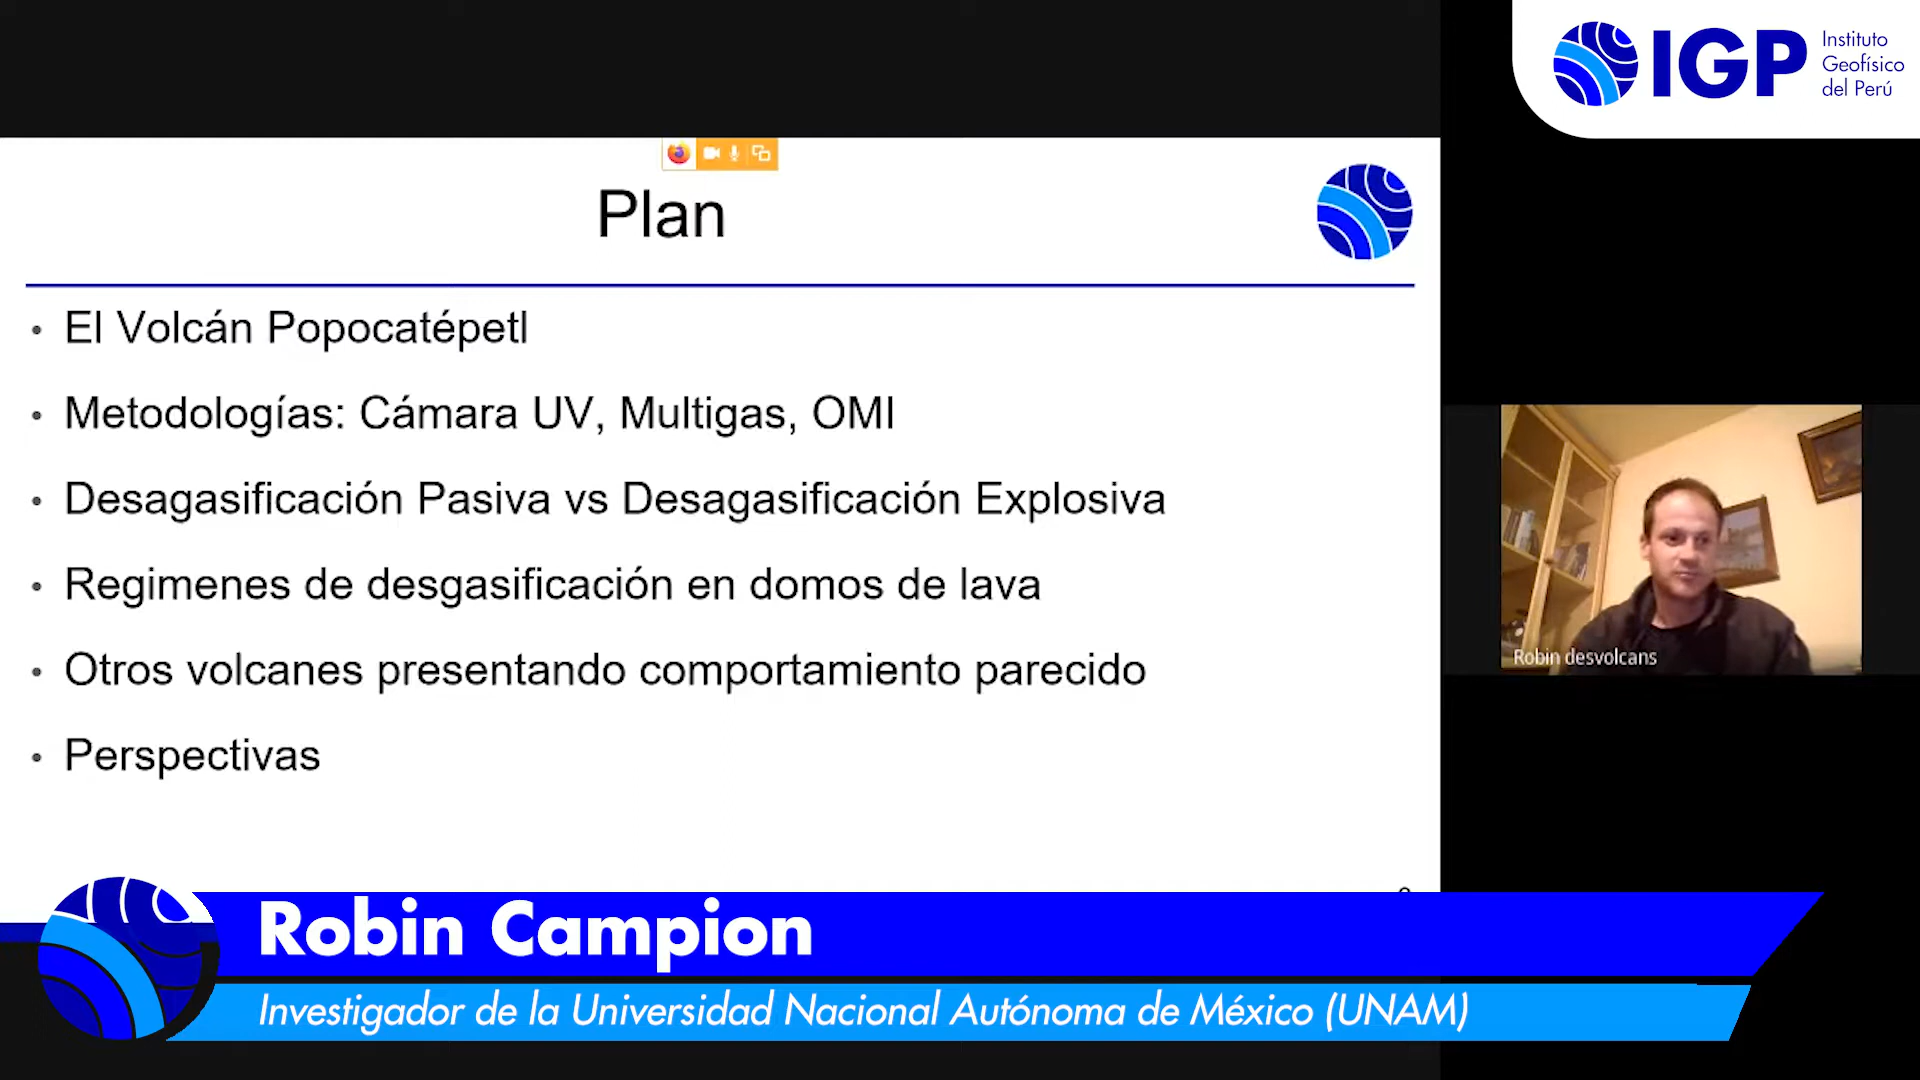 IGP
Instituto
Geofísico
del Perú
Plan
• El Volcán Popocatépetl
• Metodologías: Cámara UV, Multigas, OMI
• Desagasificación Pasiva vs Desagasificación Explosiva
• Regimenes de desgasificación en domos de lava
• Otros volcanes presentando comportamiento parecido
• Perspectivas
Robin desvolcans
Robin Campion
Investigador de la Universidad Nacional Autónoma de México (UNAM)